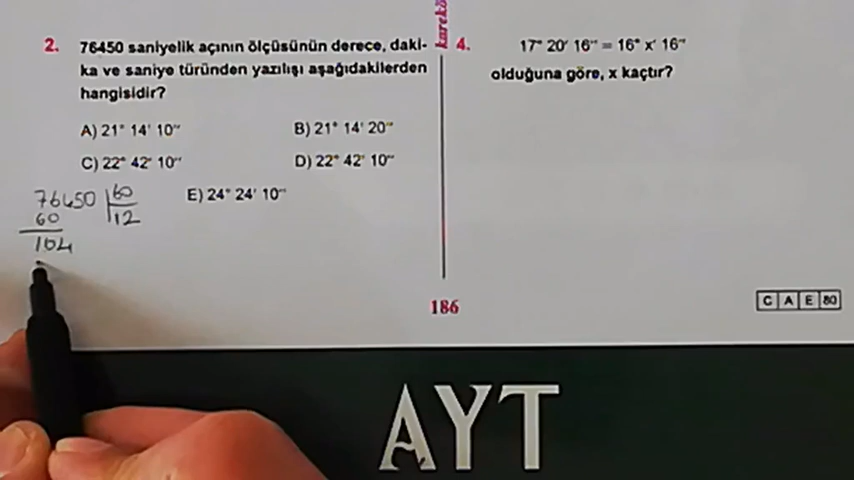 2. 76450 saniyelik açının ölçüsünün derece, daki-
ka ve saniye türünden yazılışı aşağıdakilerden
hangisidir?
A) 21° 14' 10''
B) 21° 14' 20''
C) 22° 42' 10''
D) 22° 42' 10''
E) 24° 24' 10''
76450 60
60 12
164
karekö
4. 17° 20' 16'' = 16° x' 16''
olduğuna göre, x kaçtır?
186
C A E 80
AYT